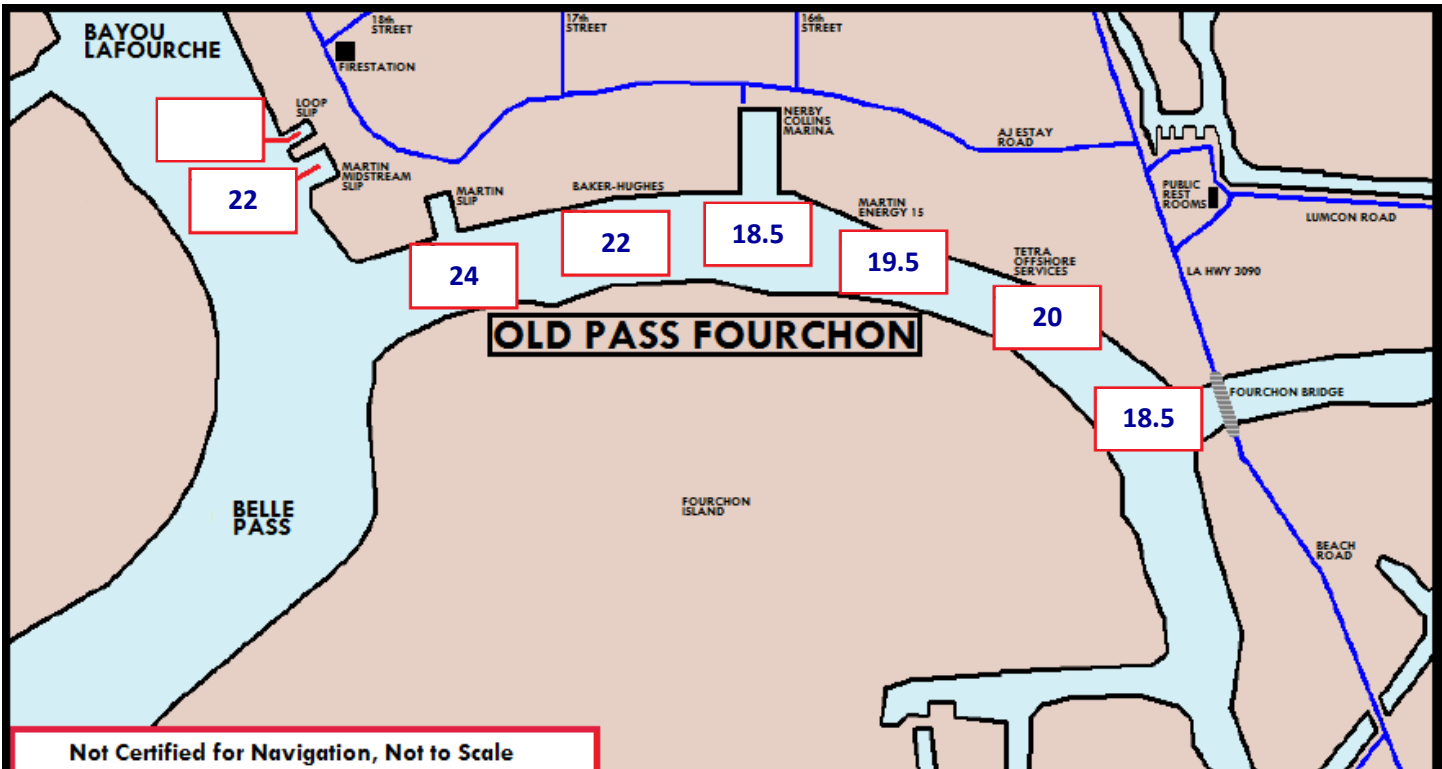 BAYOU
LAFOURCHE
18th
STREET
17th
STREET
16th
STREET
FIRESTATION
LOOP
SLIP
NERBY
COLLINS
MARINA
AJ ESTAY
ROAD
MARTIN
MIDSTREAM
SLIP
22
MARTIN
SLIP
BAKER-HUGHES
MARTIN
ENERGY 15
PUBLIC
REST
ROOMS
LUMCON ROAD
24
22
18.5
19.5
TETRA
OFFSHORE
SERVICES
20
LA HWY 3090
OLD PASS FOURCHON
18.5
FOURCHON BRIDGE
BELLE
PASS
FOURCHON
ISLAND
BEACH
ROAD
Not Certified for Navigation, Not to Scale